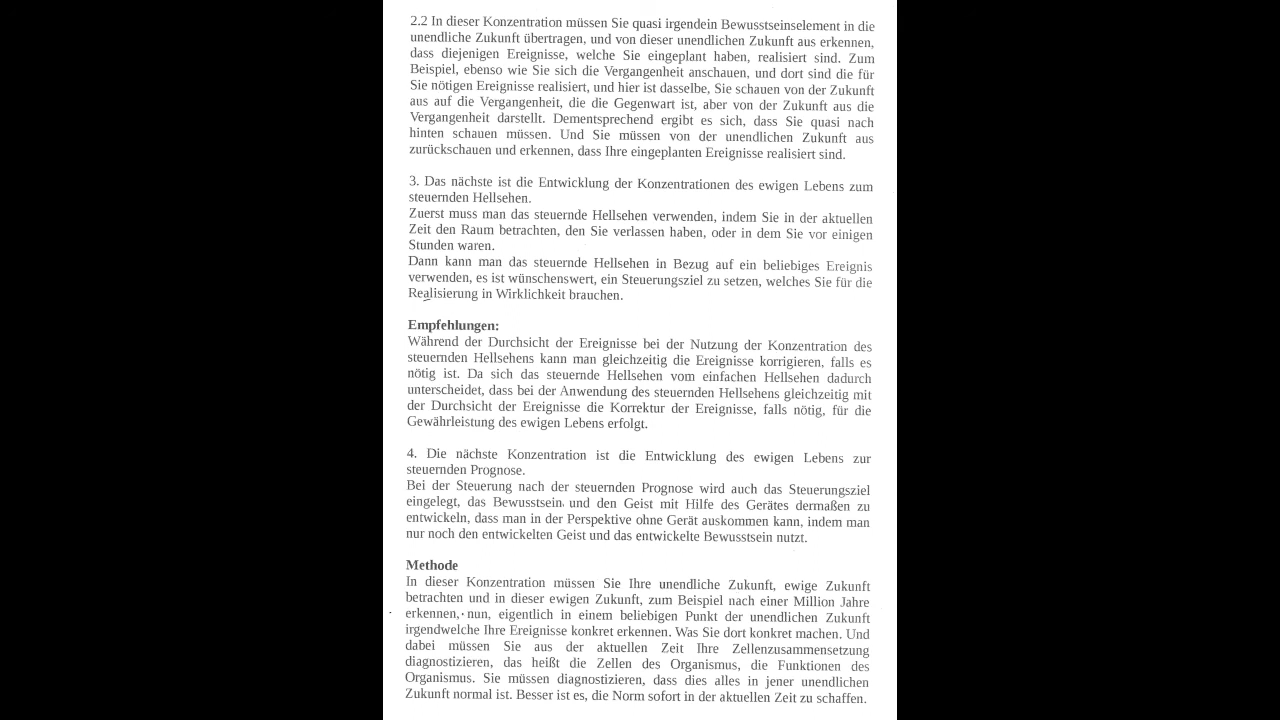 2.2 In dieser Konzentration müssen Sie quasi irgendein Bewusstseinselement in die
unendliche Zukunft übertragen, und von dieser unendlichen Zukunft aus erkennen,
dass diejenigen Ereignisse, welche Sie eingeplant haben, realisiert sind. Zum
Beispiel, ebenso wie Sie sich die Vergangenheit anschauen, und dort sind die für
Sie nötigen Ereignisse realisiert, und hier ist dasselbe, Sie schauen von der Zukunft
aus auf die Vergangenheit, die die Gegenwart ist, aber von der Zukunft aus die
Vergangenheit darstellt. Dementsprechend ergibt es sich, dass Sie quasi nach
hinten schauen müssen. Und Sie müssen von der unendlichen Zukunft aus
zurückschauen und erkennen, dass Ihre eingeplanten Ereignisse realisiert sind.
3. Das nächste ist die Entwicklung der Konzentrationen des ewigen Lebens zum
steuernden Hellsehen.
Zuerst muss man das steuernde Hellsehen verwenden, indem Sie in der aktuellen
Zeit den Raum betrachten, den Sie verlassen haben, oder in dem Sie vor einigen
Stunden waren.
Dann kann man das steuernde Hellsehen in Bezug auf ein beliebiges Ereignis
verwenden, es ist wünschenswert, ein Steuerungsziel zu setzen, welches Sie für die
Realisierung in Wirklichkeit brauchen.
Empfehlungen:
Während der Durchsicht der Ereignisse bei der Nutzung der Konzentration des
steuernden Hellsehens kann man gleichzeitig die Ereignisse korrigieren, falls es
nötig ist. Da sich das steuernde Hellsehen vom einfachen Hellsehen dadurch
unterscheidet, dass bei der Anwendung des steuernden Hellsehens gleichzeitig mit
der Durchsicht der Ereignisse die Korrektur der Ereignisse, falls nötig, für die
Gewährleistung des ewigen Lebens erfolgt.
4. Die nächste Konzentration ist die Entwicklung des ewigen Lebens zur
steuernden Prognose.
Bei der Steuerung nach der steuernden Prognose wird auch das Steuerungsziel
eingelegt, das Bewusstsein und den Geist mit Hilfe des Gerätes dermaßen zu
entwickeln, dass man in der Perspektive ohne Gerät auskommen kann, indem man
nur noch den entwickelten Geist und das entwickelte Bewusstsein nutzt.
Methode
In dieser Konzentration müssen Sie Ihre unendliche Zukunft, ewige Zukunft
betrachten und in dieser ewigen Zukunft, zum Beispiel nach einer Million Jahre
erkennen, nun, eigentlich in einem beliebigen Punkt der unendlichen Zukunft
irgendwelche Ihre Ereignisse konkret erkennen. Was Sie dort konkret machen. Und
dabei müssen Sie aus der aktuellen Zeit Ihre Zellenzusammensetzung
diagnostizieren, das heißt die Zellen des Organismus, die Funktionen des
Organismus. Sie müssen diagnostizieren, dass dies alles in jener unendlichen
Zukunft normal ist. Besser ist es, die Norm sofort in der aktuellen Zeit zu schaffen.